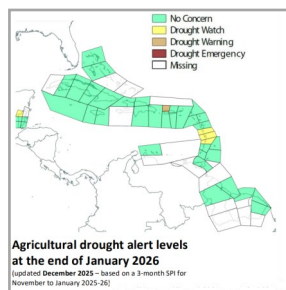 No Concern
Drought Watch
Drought Warning
Drought Emergency
Missing
Agricultural drought alert levels
at the end of January 2026
(updated December 2025 – based on a 3-month SPI for
November to January 2025-26)